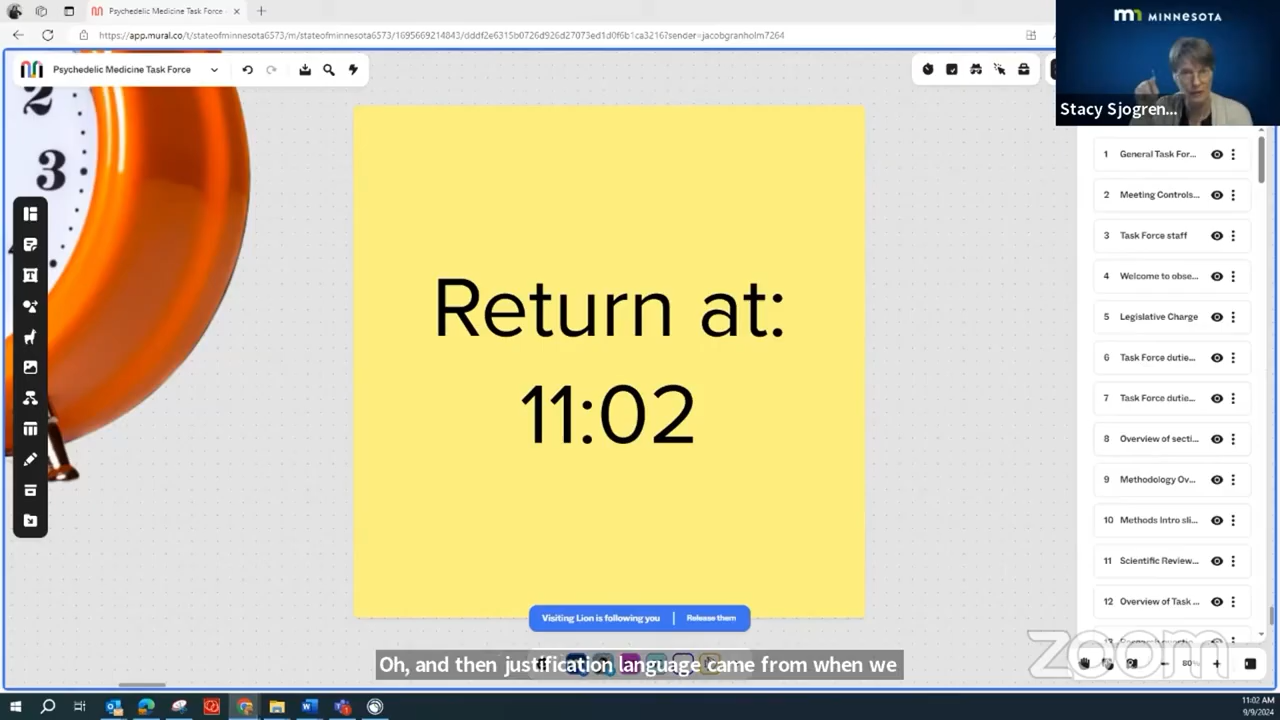 Psychedelic Medicine Task Force
https://app.mural.co/t/stateofminnesota6573/m/stateofminnesota6573/1695669214843/dddf2e6315b0726d926d27073ed1d0f6b1ca3216?sender=jacobgranholm7264
MINNESOTA
Stacy Sjogren...
Psychedelic Medicine Task Force
2
3
Return at:
11:02
1 General Task For...
2 Meeting Controls...
3 Task Force staff
4 Welcome to obse...
5 Legislative Charge
6 Task Force dutie...
7 Task Force dutie...
8 Overview of secti...
9 Methodology Ov...
10 Methods Intro sli...
11 Scientific Review...
12 Overview of Task ...
Visiting Lion is following you
Release them
Oh, and then justification language came from when we
zoom
11:02 AM
9/9/2024